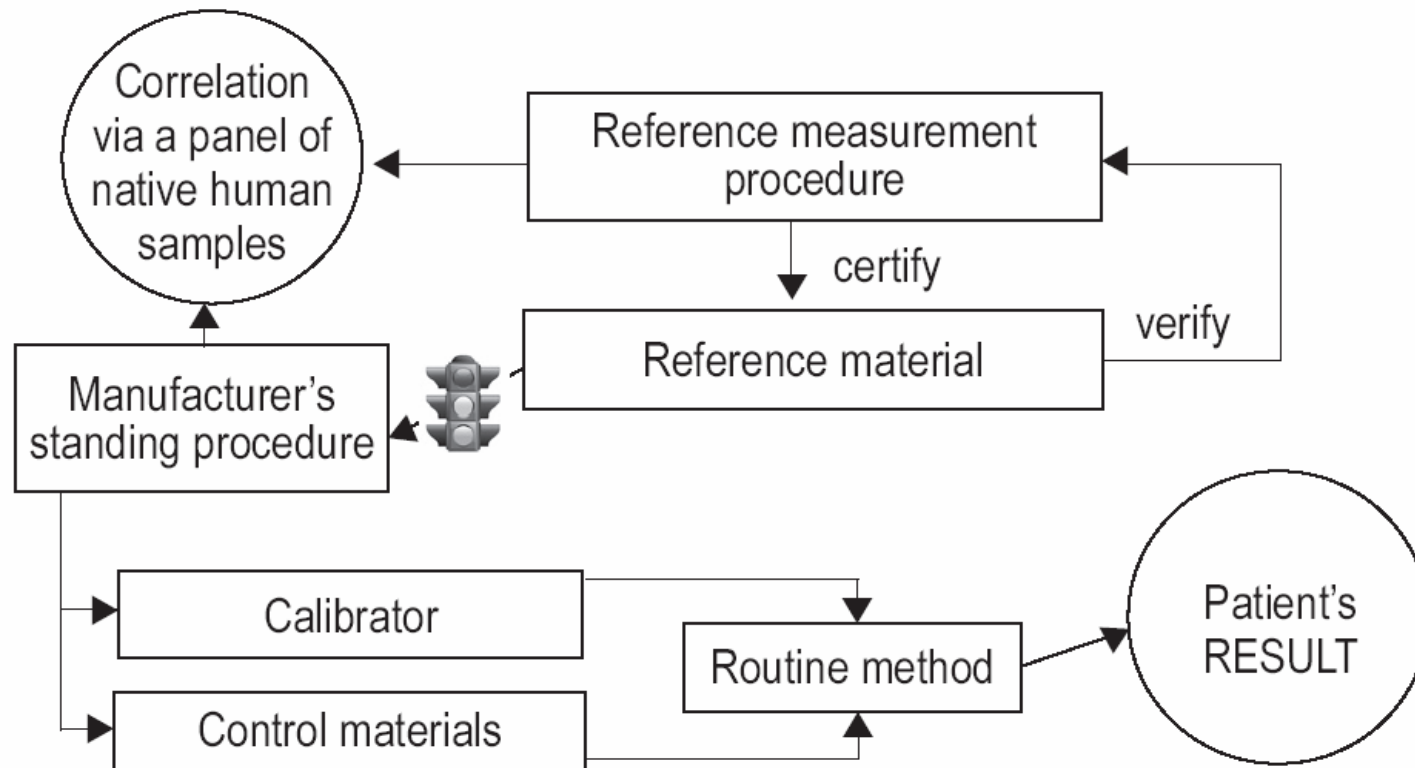 Correlation
via a panel of
native human
samples
Reference measurement
procedure
certify
Reference material
verify
Manufacturer’s
standing procedure
Calibrator
Control materials
Routine method
Patient’s
RESULT